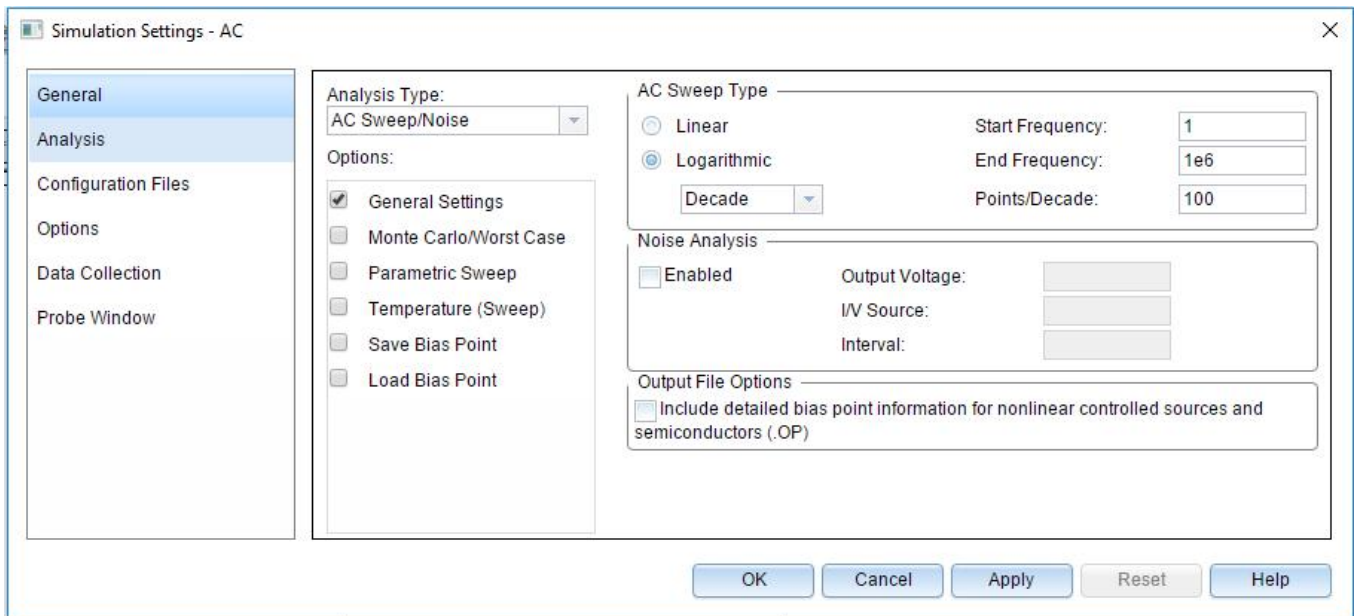 Simulation Settings - AC
General
Analysis
Configuration Files
Options
Data Collection
Probe Window
Analysis Type:
AC Sweep/Noise
Options:
General Settings
Monte Carlo/Worst Case
Parametric Sweep
Temperature (Sweep)
Save Bias Point
Load Bias Point
AC Sweep Type
Linear
Logarithmic
Decade
Start Frequency: 1
End Frequency: 1e6
Points/Decade: 100
Noise Analysis
Enabled
Output Voltage:
I/V Source:
Interval:
Output File Options
Include detailed bias point information for nonlinear controlled sources and
semiconductors (.OP)
OK Cancel Apply Reset Help